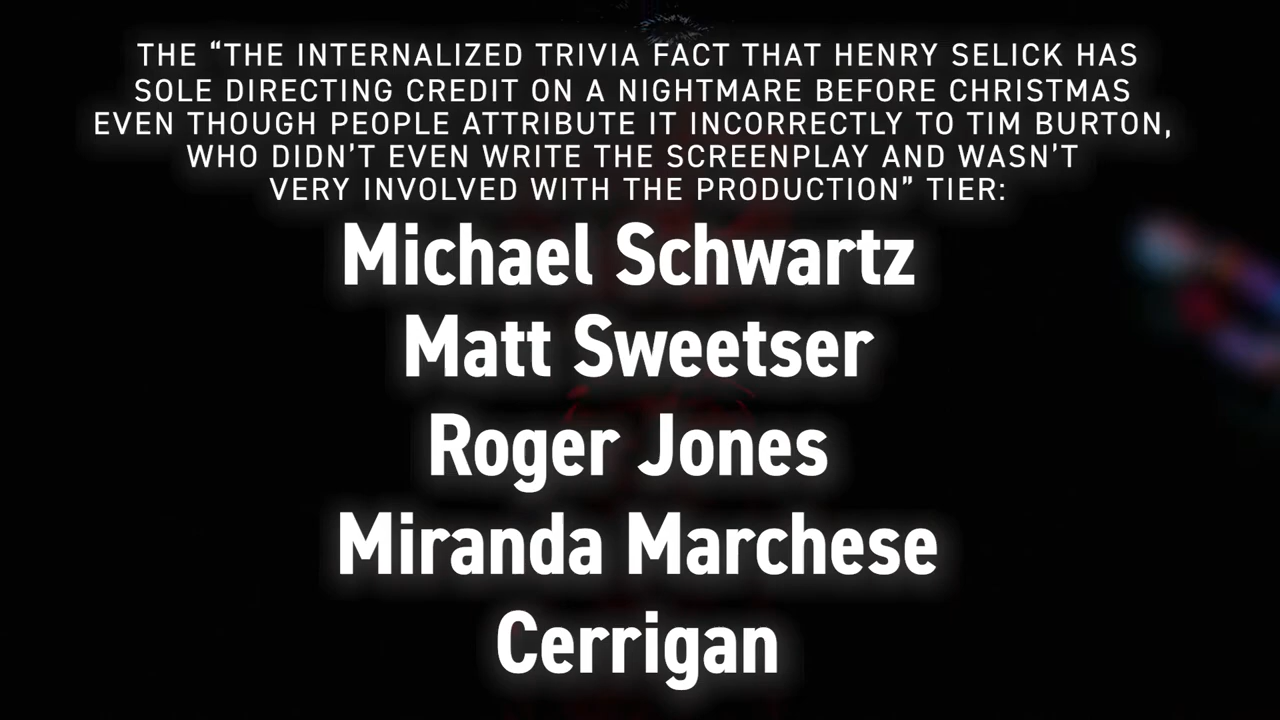 THE “THE INTERNALIZED TRIVIA FACT THAT HENRY SELICK HAS
SOLE DIRECTING CREDIT ON A NIGHTMARE BEFORE CHRISTMAS
EVEN THOUGH PEOPLE ATTRIBUTE IT INCORRECTLY TO TIM BURTON,
WHO DIDN’T EVEN WRITE THE SCREENPLAY AND WASN’T
VERY INVOLVED WITH THE PRODUCTION” TIER:
Michael Schwartz
Matt Sweetser
Roger Jones
Miranda Marchese
Cerrigan